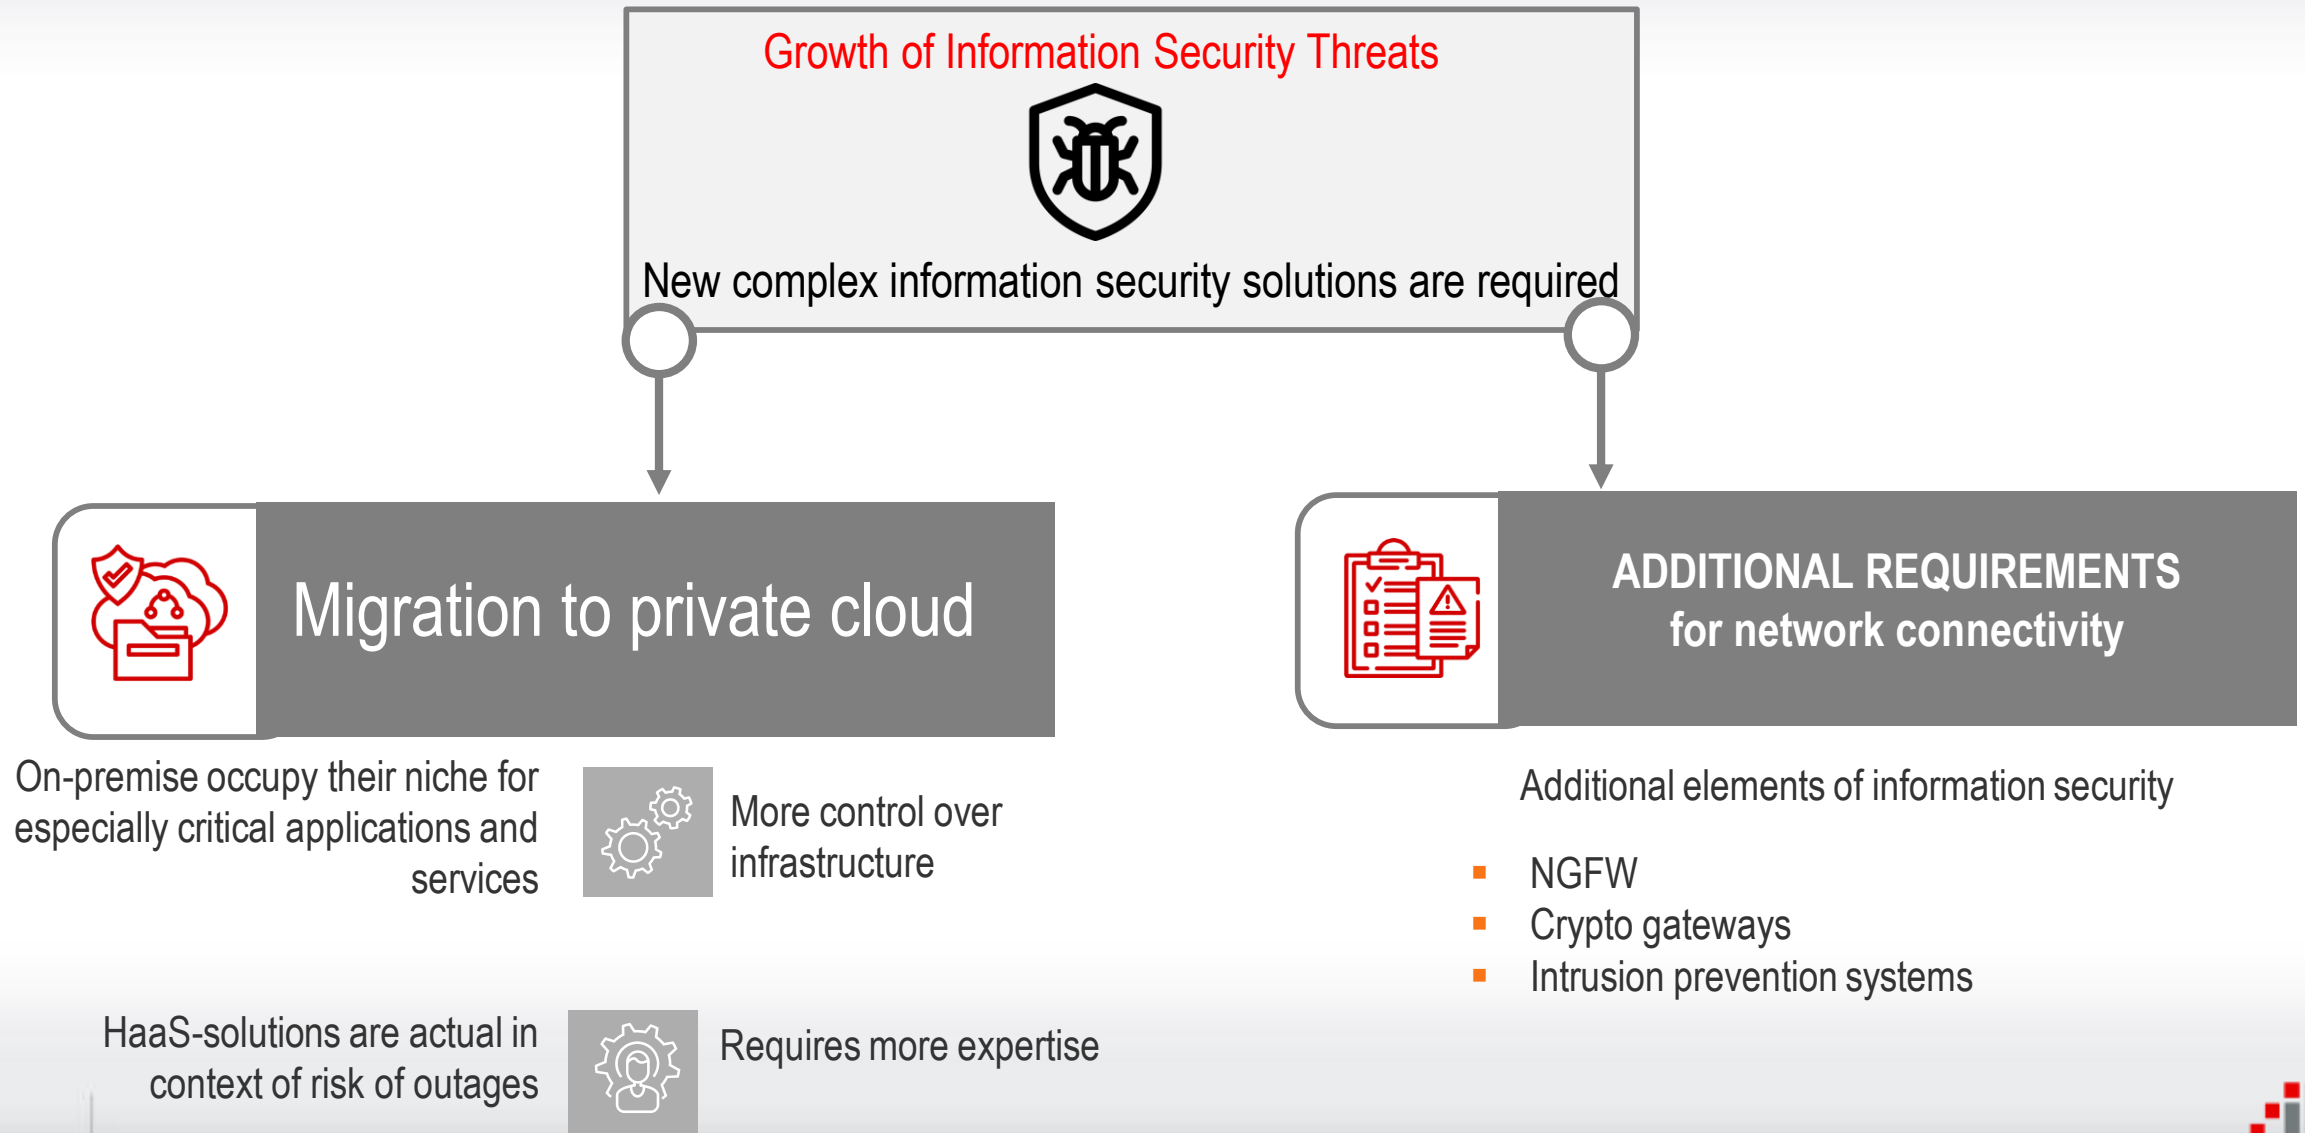 Growth of Information Security Threats
New complex information security solutions are required
Migration to private cloud
ADDITIONAL REQUIREMENTS
for network connectivity
On-premise occupy their niche for
especially critical applications and
services
More control over
infrastructure
HaaS-solutions are actual in
context of risk of outages
Requires more expertise
Additional elements of information security
▪ NGFW
▪ Crypto gateways
▪ Intrusion prevention systems